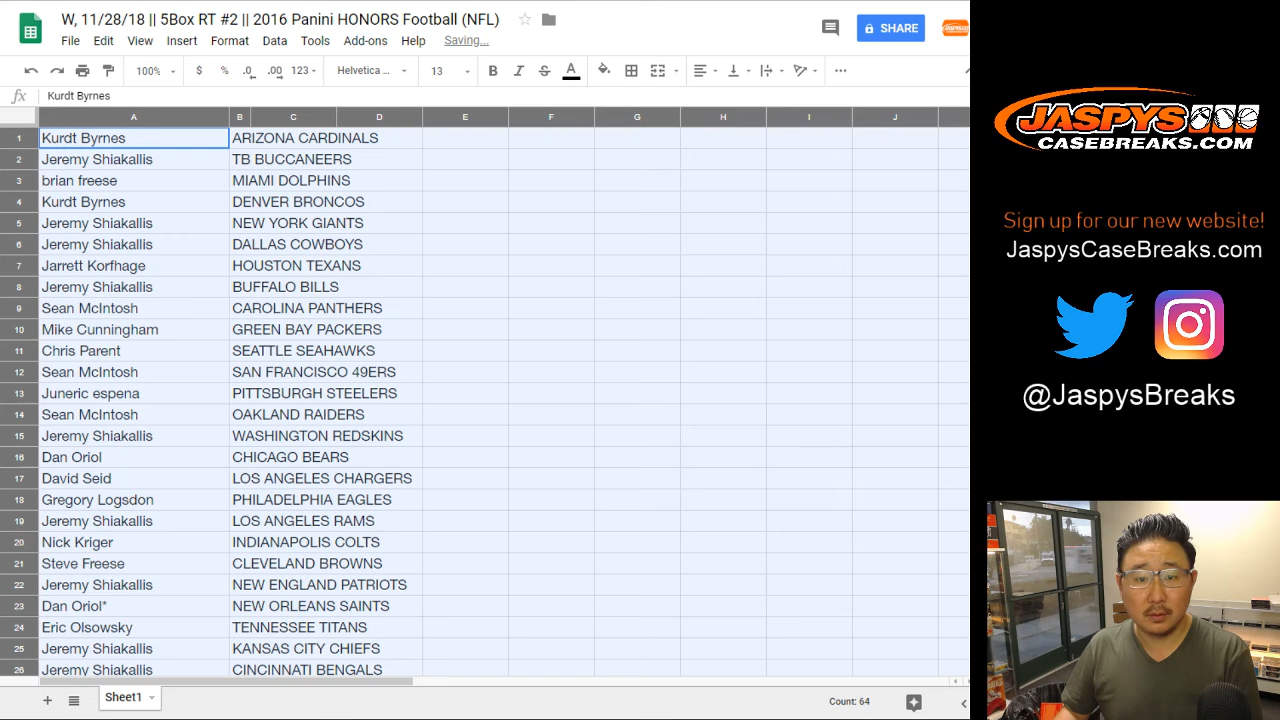 W, 11/28/18 || 5Box RT #2 || 2016 Panini HONORS Football (NFL)
File Edit View Insert Format Data Tools Add-ons Help Saving...
SHARE
100% $ % .0 .00 123 Helvetica ... 13 B I S A
fx Kurdt Byrnes
A B C D E F G H I J
1 Kurdt Byrnes ARIZONA CARDINALS
2 Jeremy Shiakallis TB BUCCANEERS
3 brian freese MIAMI DOLPHINS
4 Kurdt Byrnes DENVER BRONCOS
5 Jeremy Shiakallis NEW YORK GIANTS
6 Jeremy Shiakallis DALLAS COWBOYS
7 Jarrett Korfhage HOUSTON TEXANS
8 Jeremy Shiakallis BUFFALO BILLS
9 Sean McIntosh CAROLINA PANTHERS
10 Mike Cunningham GREEN BAY PACKERS
11 Chris Parent SEATTLE SEAHAWKS
12 Sean McIntosh SAN FRANCISCO 49ERS
13 Juneric espena PITTSBURGH STEELERS
14 Sean McIntosh OAKLAND RAIDERS
15 Jeremy Shiakallis WASHINGTON REDSKINS
16 Dan Oriol CHICAGO BEARS
17 David Seid LOS ANGELES CHARGERS
18 Gregory Logsdon PHILADELPHIA EAGLES
19 Jeremy Shiakallis LOS ANGELES RAMS
20 Nick Kriger INDIANAPOLIS COLTS
21 Steve Freese CLEVELAND BROWNS
22 Jeremy Shiakallis NEW ENGLAND PATRIOTS
23 Dan Oriol* NEW ORLEANS SAINTS
24 Eric Olsowsky TENNESSEE TITANS
25 Jeremy Shiakallis KANSAS CITY CHIEFS
26 Jeremy Shiakallis CINCINNATI BENGALS
Sheet1
Count: 64
JASPYS
CASEBREAKS.COM
Sign up for our new website!
JaspysCaseBreaks.com
@JaspysBreaks